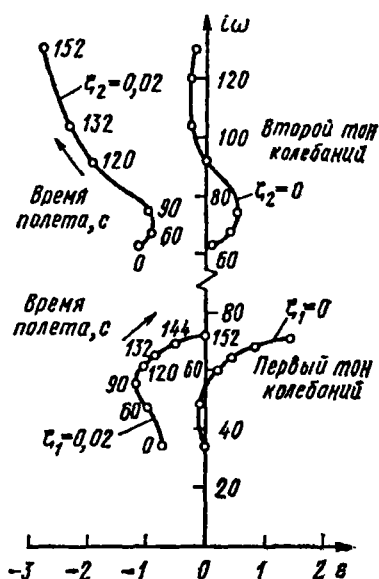 iω
152
ζ₂=0,02
120
132
100
Второй тон
колебаний
120
Время
полета, с
90
80
ζ₂=0
60
0
60
Время
полета, с
80
ζ₁=0
144
152
132
120
60
Первый тон
колебаний
90
60
40
ζ₁=0,02
0
20
-3
-2
-1
0
1
2
ε